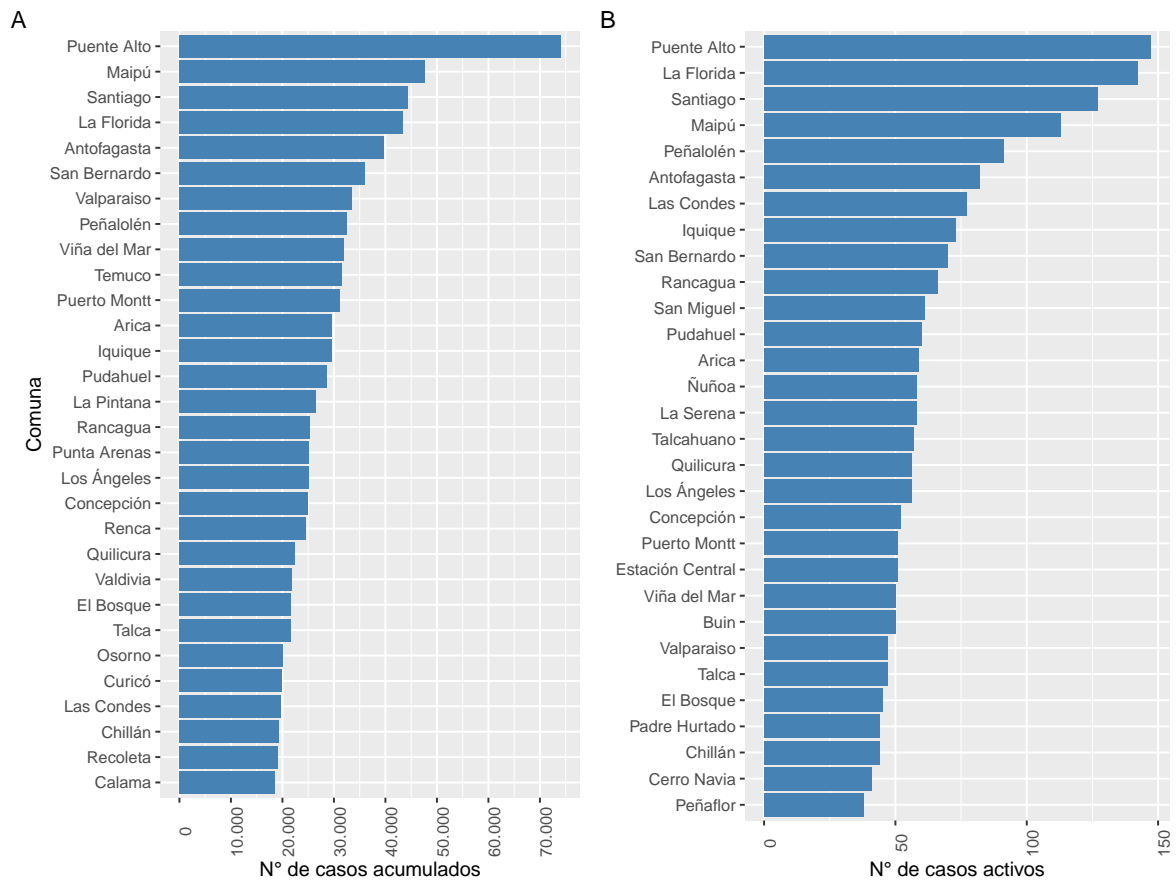 A
Puente Alto
Maipú
Santiago
La Florida
Antofagasta
San Bernardo
Valparaiso
Peñalolén
Viña del Mar
Temuco
Puerto Montt
Arica
Iquique
Pudahuel
La Pintana
Rancagua
Punta Arenas
Los Ángeles
Concepción
Renca
Quilicura
Valdivia
El Bosque
Talca
Osorno
Curicó
Las Condes
Chillán
Recoleta
Calama
Comuna
0
10.000
20.000
30.000
40.000
50.000
60.000
70.000
N° de casos acumulados
B
Puente Alto
La Florida
Santiago
Maipú
Peñalolén
Antofagasta
Las Condes
Iquique
San Bernardo
Rancagua
San Miguel
Pudahuel
Arica
Ñuñoa
La Serena
Talcahuano
Quilicura
Los Ángeles
Concepción
Puerto Montt
Estación Central
Viña del Mar
Buin
Valparaiso
Talca
El Bosque
Padre Hurtado
Chillán
Cerro Navia
Peñaflor
0
50
100
150
N° de casos activos